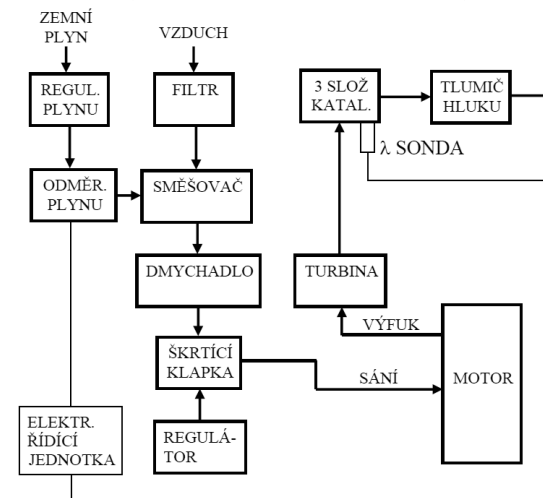 ZEMNÍ
PLYN
VZDUCH
REGUL.
PLYNU
FILTR
3 SLOŽ
KATAL.
TLUMIČ
HLUKU
λ SONDA
ODMĚR.
PLYNU
SMĚŠOVAČ
DMYCHADLO
TURBINA
VÝFUK
ŠKRTÍCÍ
KLAPKA
SÁNÍ
MOTOR
ELEKTR.
ŘÍDÍCÍ
JEDNOTKA
REGULÁ-
TOR